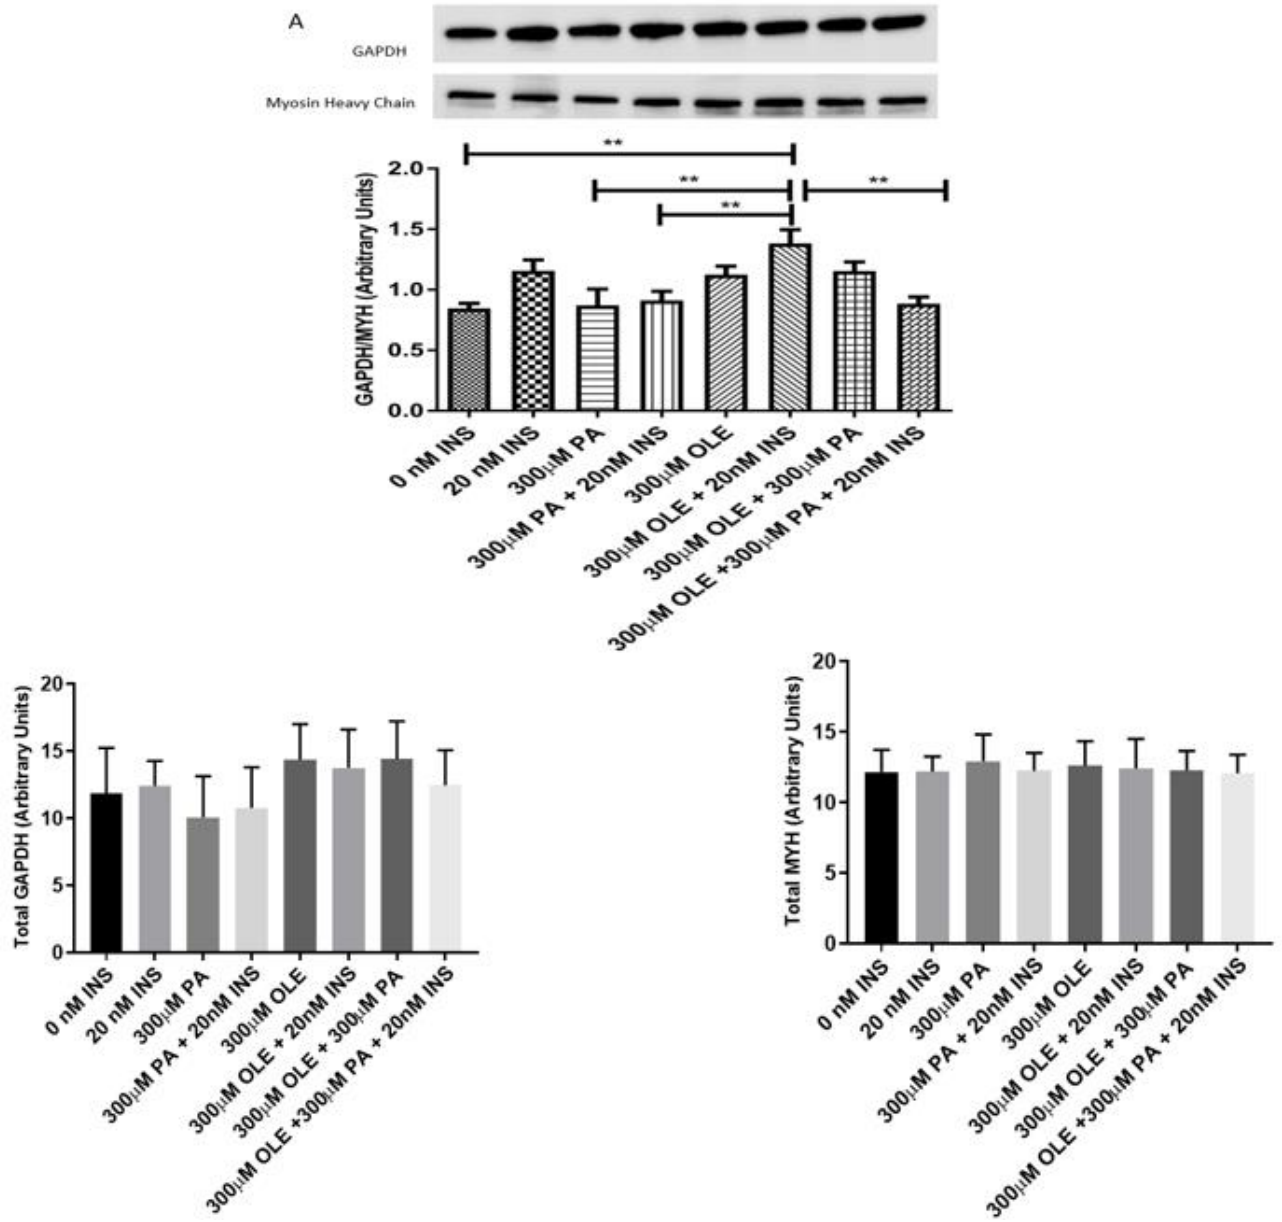 A
GAPDH
Myosin Heavy Chain
**
**
**
**
GAPDH/MYH (Arbitrary Units)
2.0
1.5
1.0
0.5
0.0
0 nM INS
20 nM INS
300μM PA
300μM PA + 20nM INS
300μM OLE
300μM OLE + 20nM INS
300μM OLE + 300μM PA
300μM OLE +300μM PA + 20nM INS
Total GAPDH (Arbitrary Units)
20
15
10
5
0
0 nM INS
20 nM INS
300μM PA
300μM PA + 20nM INS
300μM OLE
300μM OLE + 20nM INS
300μM OLE + 300μM PA
300μM OLE +300μM PA + 20nM INS
Total MYH (Arbitrary Units)
20
15
10
5
0
0 nM INS
20 nM INS
300μM PA
300μM PA + 20nM INS
300μM OLE
300μM OLE + 20nM INS
300μM OLE + 300μM PA
300μM OLE +300μM PA + 20nM INS